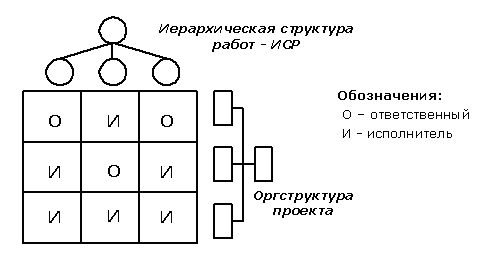 Иерархическая структура
работ - ИСР
Обозначения:
О – ответственный
И – исполнитель
О И О
И О И
И И И
Оргструктура
проекта